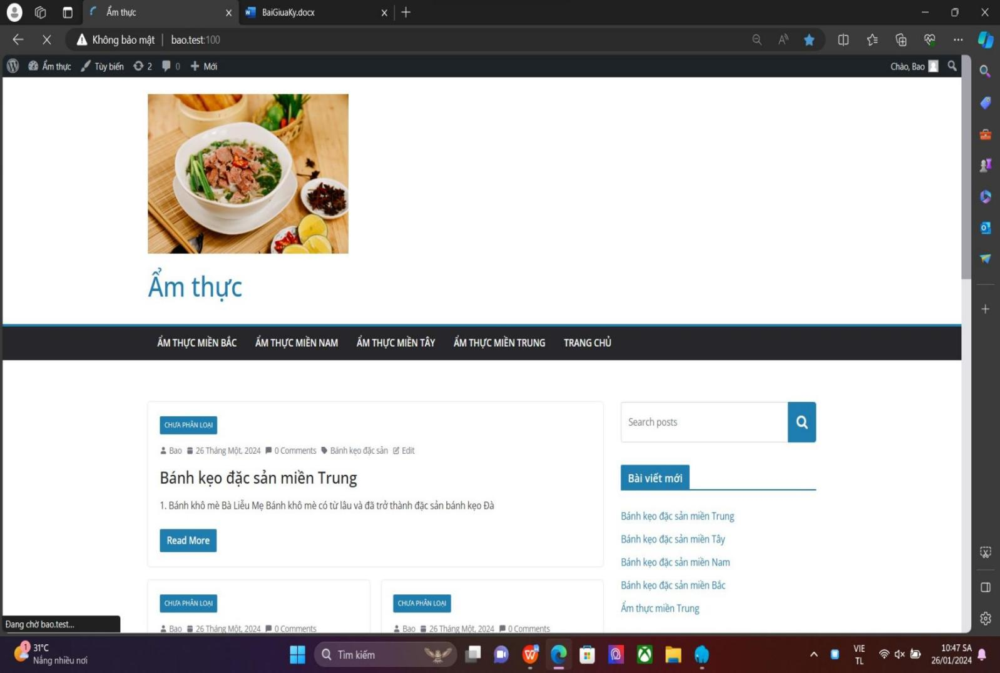 Ẩm thực
BaiGiuaKy.docx
Không bảo mật | bao.test:100
Ẩm thực Tùy biến 2 0 Mới
Chào, Bao
Ẩm thực
ẨM THỰC MIỀN BẮC ẨM THỰC MIỀN NAM ẨM THỰC MIỀN TÂY ẨM THỰC MIỀN TRUNG TRANG CHỦ
CHƯA PHÂN LOẠI
Bao 26 Tháng Một, 2024 0 Comments Bánh kẹo đặc sản Edit
Bánh kẹo đặc sản miền Trung
1. Bánh khô mè Bà Liễu Mẹ Bánh khô mè có từ lâu và đã trở thành đặc sản bánh kẹo Đà
Read More
CHƯA PHÂN LOẠI
Bao 26 Tháng Một, 2024 0 Comments
CHƯA PHÂN LOẠI
Bao 26 Tháng Một, 2024 0 Comments
Search posts
Bài viết mới
Bánh kẹo đặc sản miền Trung
Bánh kẹo đặc sản miền Tây
Bánh kẹo đặc sản miền Nam
Bánh kẹo đặc sản miền Bắc
Ẩm thực miền Trung
Đang chờ bao.test...
1
31°C
Nắng nhiều nơi
Tìm kiếm
VIE
TL
10:47 SA
26/01/2024